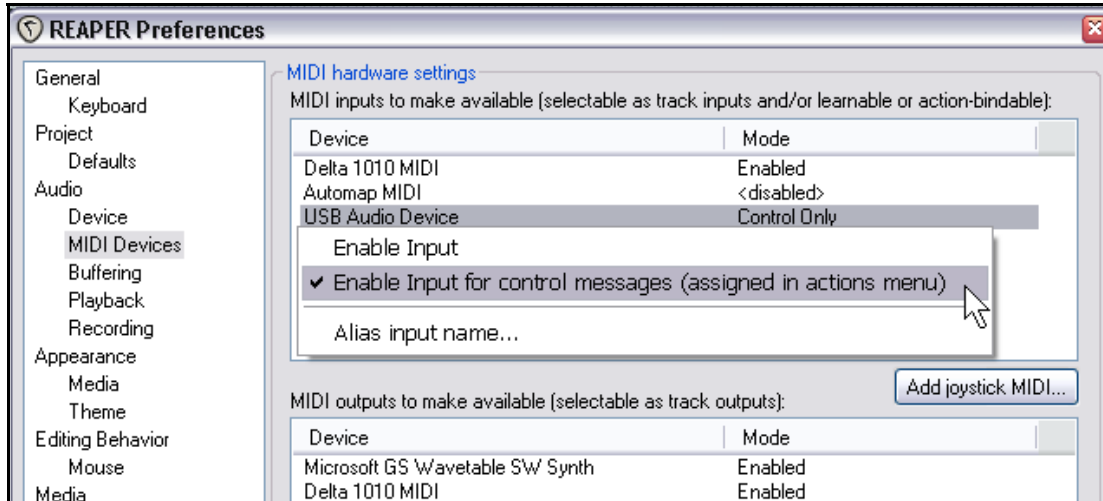 REAPER Preferences
General
Keyboard
Project
Defaults
Audio
Device
MIDI Devices
Buffering
Playback
Recording
Appearance
Media
Theme
Editing Behavior
Mouse
Media
MIDI hardware settings
MIDI inputs to make available (selectable as track inputs and/or learnable or action-bindable):
Device Mode
Delta 1010 MIDI Enabled
Automap MIDI <disabled>
USB Audio Device Control Only
Enable Input
✔ Enable Input for control messages (assigned in actions menu)
Alias input name...
Add joystick MIDI...
MIDI outputs to make available (selectable as track outputs):
Device Mode
Microsoft GS Wavetable SW Synth Enabled
Delta 1010 MIDI Enabled